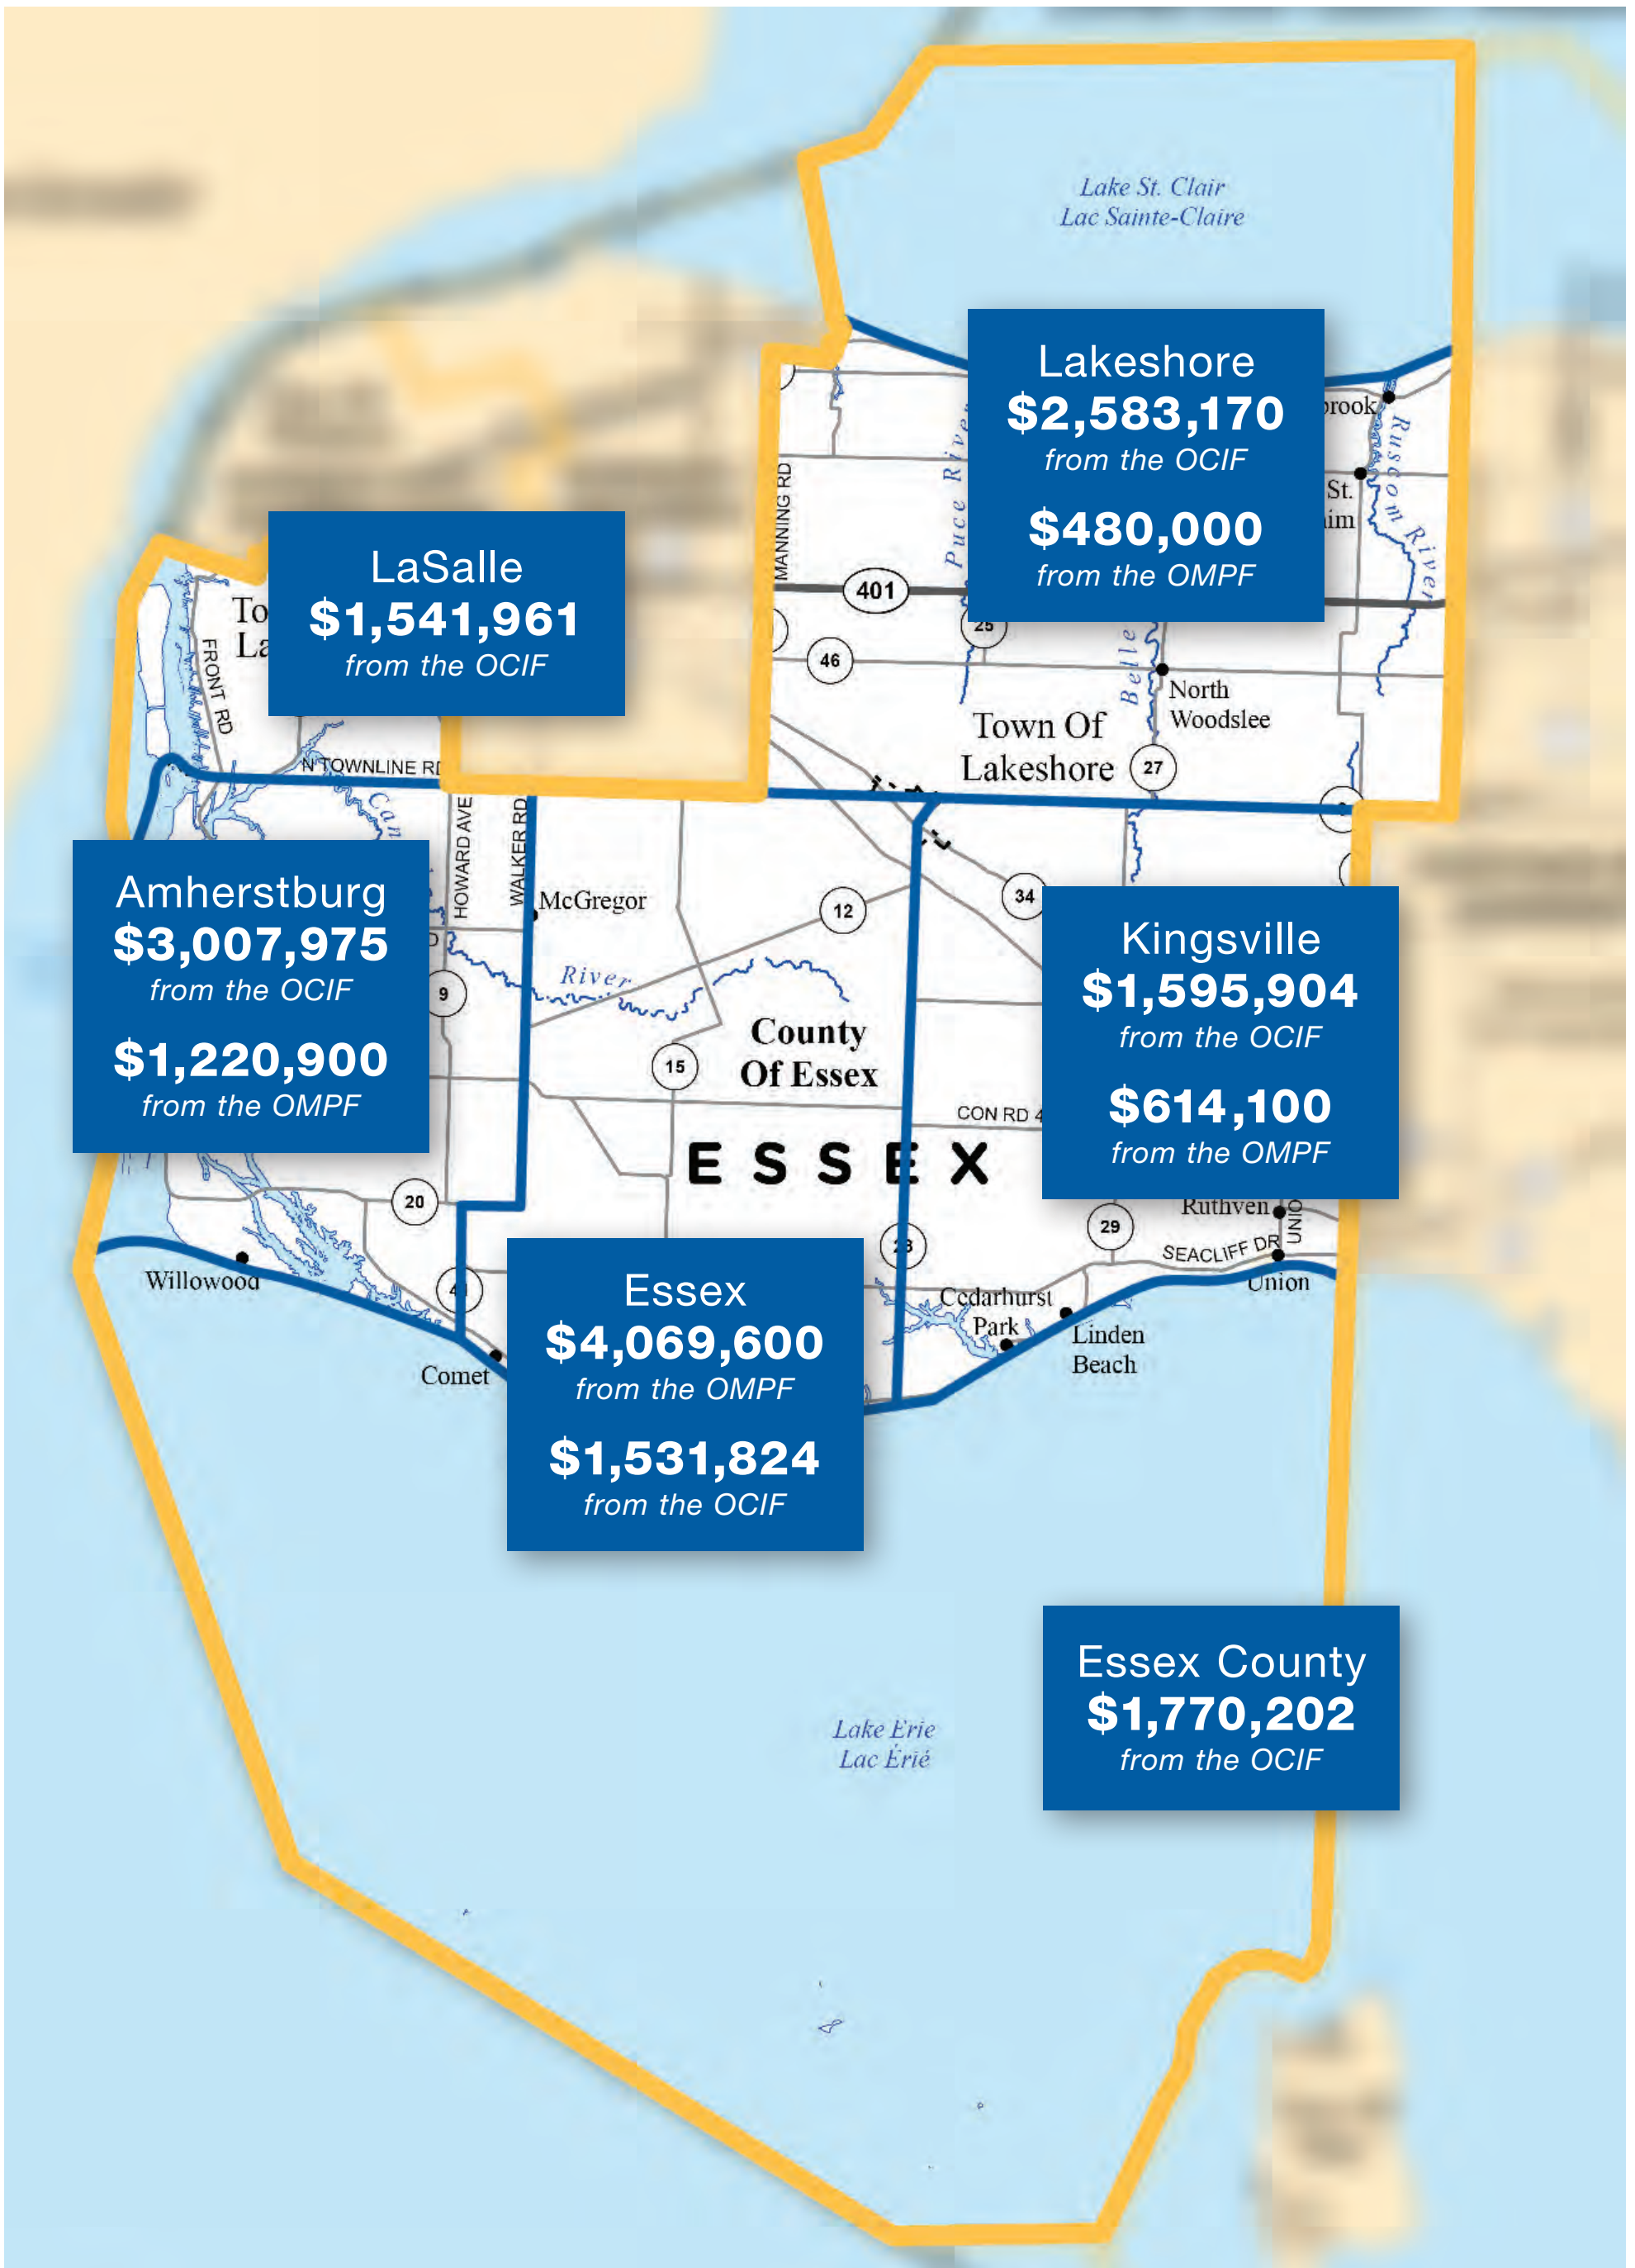 Lake St. Clair
Lac Sainte-Claire
Lakeshore
$2,583,170
from the OCIF
$480,000
from the OMPF
Puce River
Ruscom River
St.
MANNING RD
401
25
46
Belle
North
Woodslee
Town Of
Lakeshore
27
LaSalle
$1,541,961
from the OCIF
FRONT RD
N TOWNLINE RD
HOWARD AVE
WALKER RD
McGregor
12
34
Amherstburg
$3,007,975
from the OCIF
$1,220,900
from the OMPF
9
River
15
County
Of Essex
ESSEX
CON RD 4
Kingsville
$1,595,904
from the OCIF
$614,100
from the OMPF
20
Willowood
41
Comet
Essex
$4,069,600
from the OMPF
$1,531,824
from the OCIF
23
29
Ruthven
SEACLIFF DR
Union
Cedarhurst
Park
Linden
Beach
Essex County
$1,770,202
from the OCIF
Lake Erie
Lac Érié